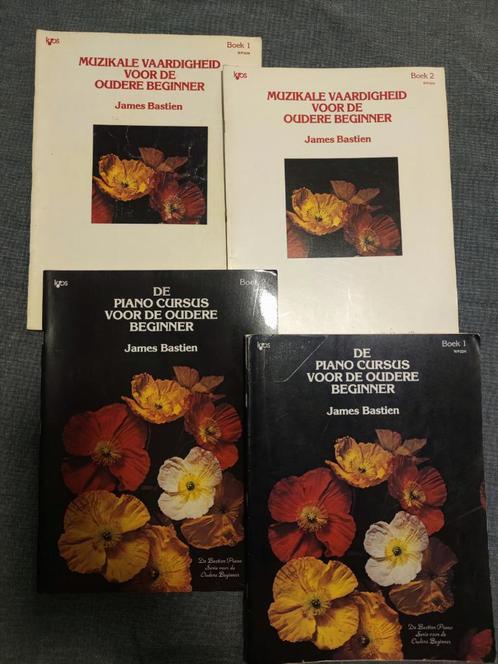 kjos
Boek 1
MUZIKALE VAARDIGHEID
VOOR DE
OUDERE BEGINNER
James Bastien
kjos
Boek 2
MUZIKALE VAARDIGHEID
VOOR DE
OUDERE BEGINNER
James Bastien
kjos
Boek 2
DE
PIANO CURSUS
VOOR DE OUDERE
BEGINNER
James Bastien
De Bastien Piano
Serie voor de
Oudere Beginner
kjos
Boek 1
DE
PIANO CURSUS
VOOR DE OUDERE
BEGINNER
James Bastien
De Bastien Piano
Serie voor de
Oudere Beginner